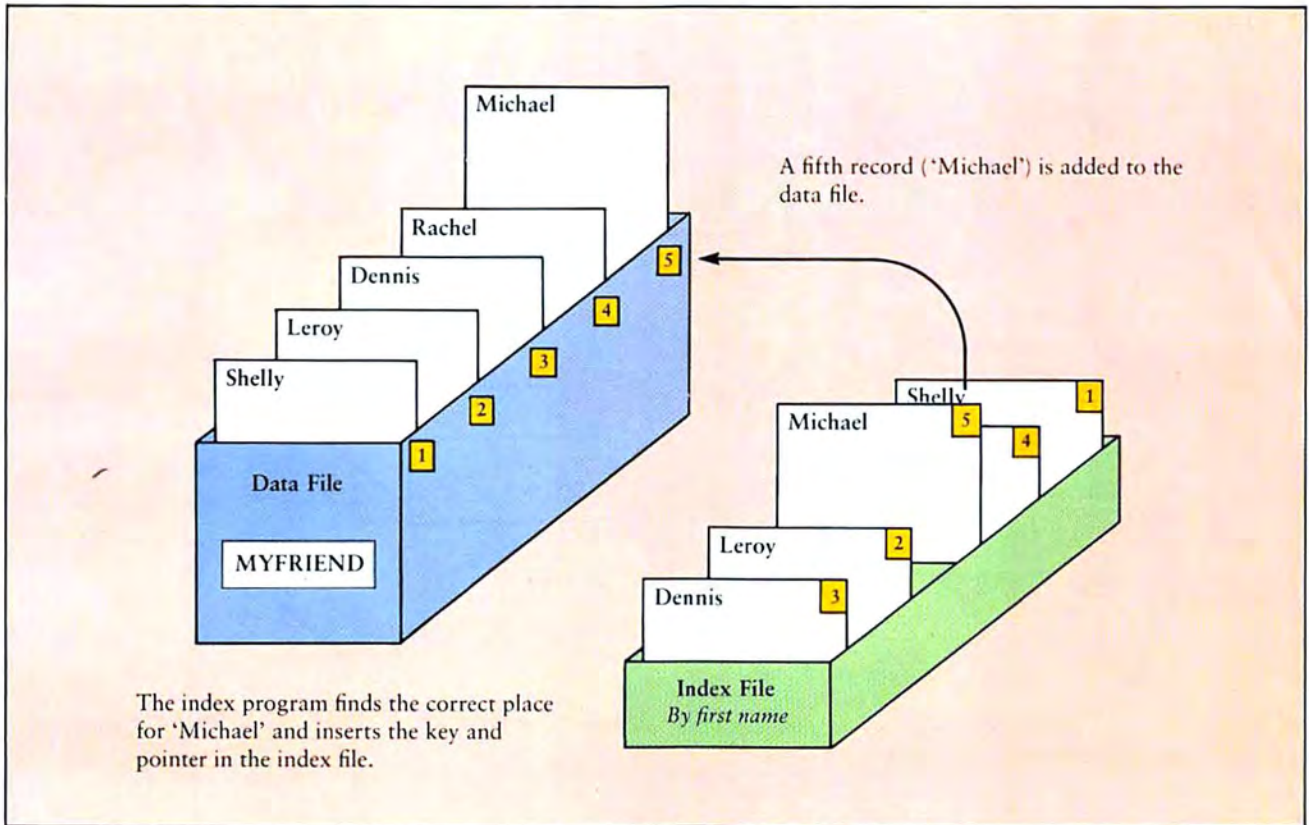 Michael
Rachel
Dennis
Leroy
Shelly
5
4
3
2
1
Data File
MYFRIEND
A fifth record ('Michael') is added to the
data file.
Shelly
1
4
Michael
5
Leroy
2
Dennis
3
Index File
By first name
The index program finds the correct place
for 'Michael' and inserts the key and
pointer in the index file.